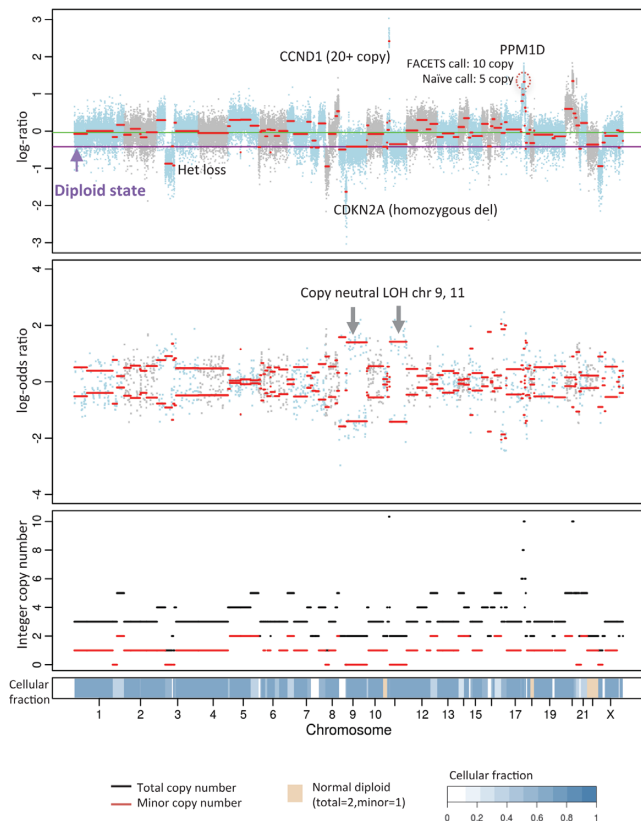 3
CCND1 (20+ copy)
PPM1D
FACETS call: 10 copy
Naïve call: 5 copy
2
1
0
-1
-2
-3
log-ratio
Diploid state
Het loss
CDKN2A (homozygous del)
4
2
0
-2
-4
log-odds ratio
Copy neutral LOH chr 9, 11
10
8
6
4
2
0
Integer copy number
Cellular
fraction
1 2 3 4 5 6 7 8 9 10 12 13 15 17 19 21 X
Chromosome
Total copy number
Minor copy number
Normal diploid
(total=2,minor=1)
Cellular fraction
0 0.2 0.4 0.6 0.8 1